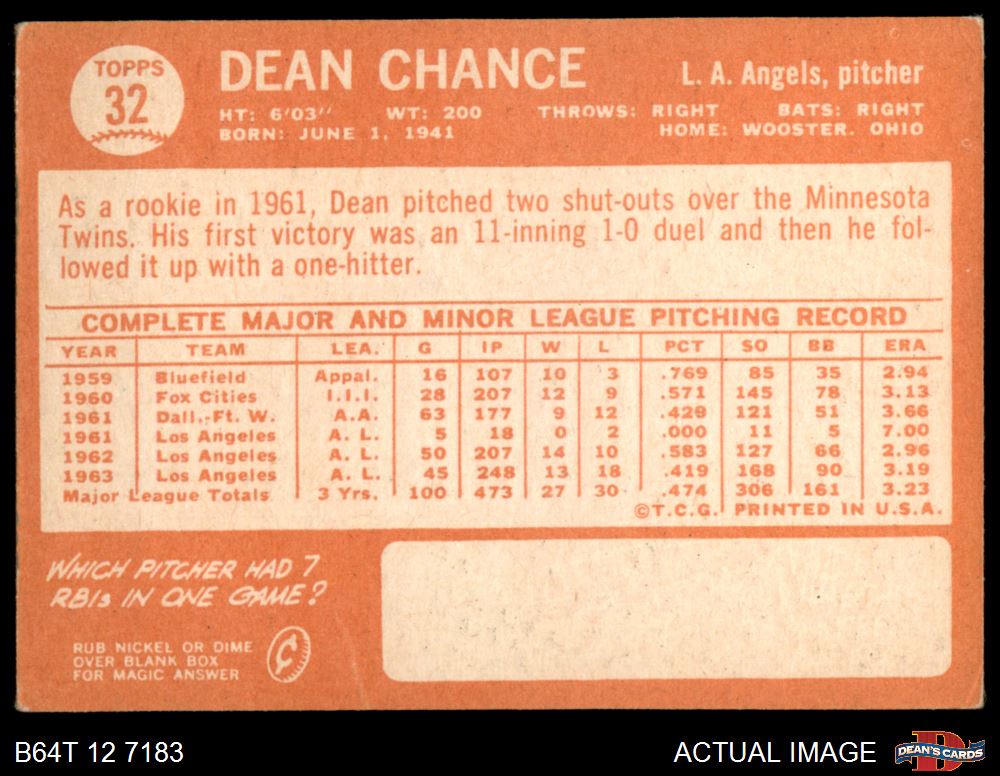 TOPPS
32
DEAN CHANCE
L. A. Angels, pitcher
HT: 6'03" WT: 200 THROWS: RIGHT BATS: RIGHT
BORN: JUNE 1, 1941 HOME: WOOSTER. OHIO
As a rookie in 1961, Dean pitched two shut-outs over the Minnesota
Twins. His first victory was an 11-inning 1-0 duel and then he fol-
lowed it up with a one-hitter.
COMPLETE MAJOR AND MINOR LEAGUE PITCHING RECORD
YEAR TEAM LEA. G IP W L PCT SO BB ERA
1959 Bluefield Appal. 16 107 10 3 .769 85 35 2.94
1960 Fox Cities I.I.I. 28 207 12 9 .571 145 78 3.13
1961 Dall.-Ft. W. A.A. 63 177 9 12 .429 121 51 3.66
1961 Los Angeles A. L. 5 18 0 2 .000 11 5 7.00
1962 Los Angeles A. L. 50 207 14 10 .583 127 66 2.96
1963 Los Angeles A. L. 45 248 13 18 .419 168 90 3.19
Major League Totals 3 Yrs. 100 473 27 30 .474 306 161 3.23
©T.C.G. PRINTED IN U.S.A.
WHICH PITCHER HAD 7
RBIs IN ONE GAME?
RUB NICKEL OR DIME
OVER BLANK BOX
FOR MAGIC ANSWER
¢
B64T 12 7183
ACTUAL IMAGE
D
DEAN'S CARDS